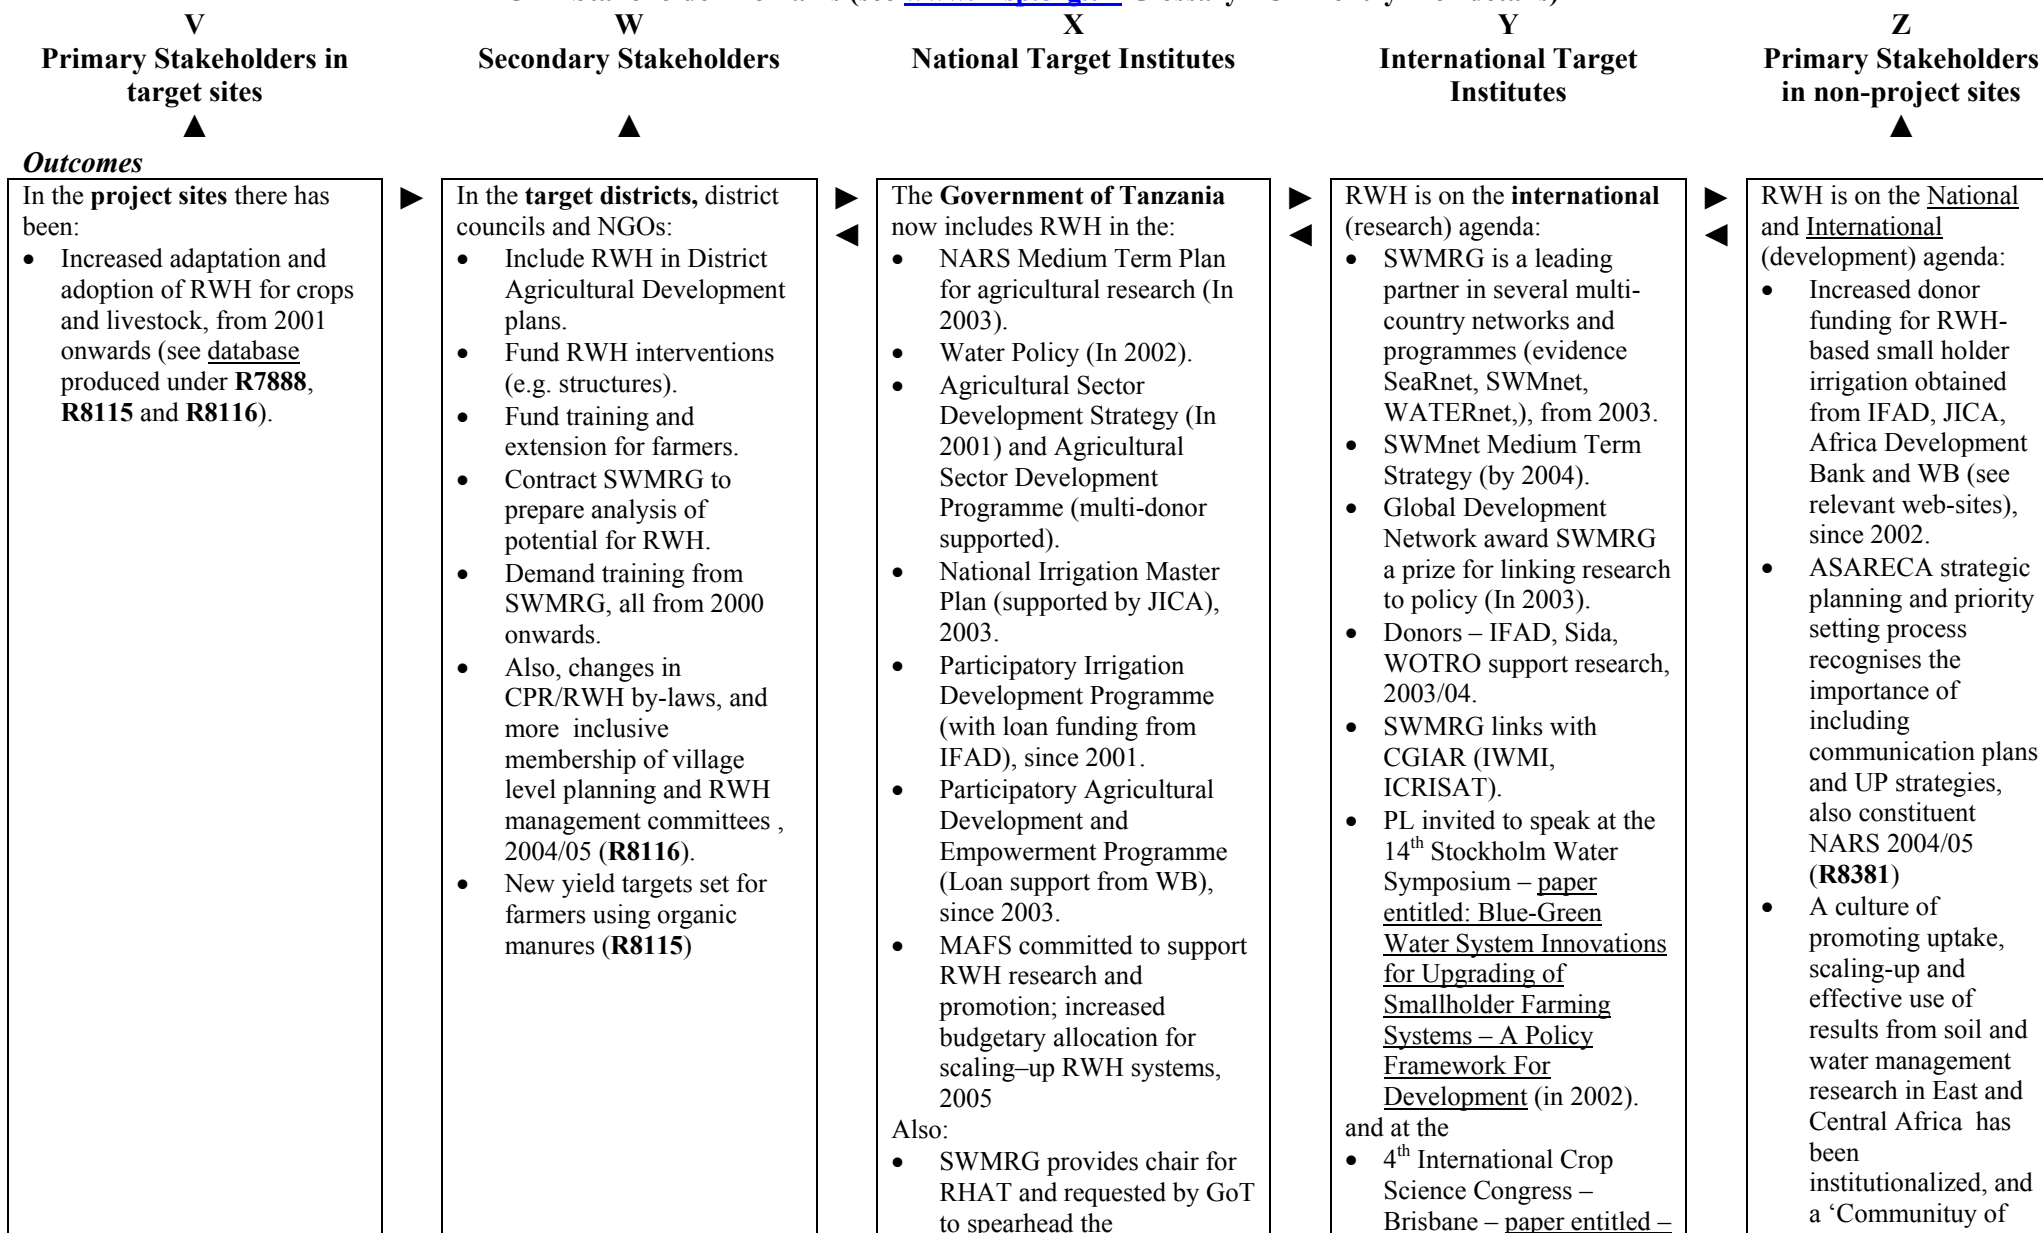 V
Primary Stakeholders in
target sites
▲
W
Secondary Stakeholders
▲
X
National Target Institutes
Y
International Target
Institutes
Z
Primary Stakeholders
in non-project sites
▲
Outcomes
In the project sites there has
been:
• Increased adaptation and
adoption of RWH for crops
and livestock, from 2001
onwards (see database
produced under R7888,
R8115 and R8116).
►
In the target districts, district
councils and NGOs:
• Include RWH in District
Agricultural Development
plans.
• Fund RWH interventions
(e.g. structures).
• Fund training and
extension for farmers.
• Contract SWMRG to
prepare analysis of
potential for RWH.
• Demand training from
SWMRG, all from 2000
onwards.
• Also, changes in
CPR/RWH by-laws, and
more inclusive
membership of village
level planning and RWH
management committees ,
2004/05 (R8116).
• New yield targets set for
farmers using organic
manures (R8115)
►
◄
The Government of Tanzania
now includes RWH in the:
• NARS Medium Term Plan
for agricultural research (In
2003).
• Water Policy (In 2002).
• Agricultural Sector
Development Strategy (In
2001) and Agricultural
Sector Development
Programme (multi-donor
supported).
• National Irrigation Master
Plan (supported by JICA),
2003.
• Participatory Irrigation
Development Programme
(with loan funding from
IFAD), since 2001.
• Participatory Agricultural
Development and
Empowerment Programme
(Loan support from WB),
since 2003.
• MAFS committed to support
RWH research and
promotion; increased
budgetary allocation for
scaling–up RWH systems,
2005
Also:
• SWMRG provides chair for
RHAT and requested by GoT
to spearhead the
►
◄
RWH is on the international
(research) agenda:
• SWMRG is a leading
partner in several multi-
country networks and
programmes (evidence
SeaRnet, SWMnet,
WATERnet,), from 2003.
• SWMnet Medium Term
Strategy (by 2004).
• Global Development
Network award SWMRG
a prize for linking research
to policy (In 2003).
• Donors – IFAD, Sida,
WOTRO support research,
2003/04.
• SWMRG links with
CGIAR (IWMI,
ICRISAT).
• PL invited to speak at the
14th Stockholm Water
Symposium – paper
entitled: Blue-Green
Water System Innovations
for Upgrading of
Smallholder Farming
Systems – A Policy
Framework For
Development (in 2002).
and at the
• 4th International Crop
Science Congress –
Brisbane – paper entitled –
►
◄
RWH is on the National
and International
(development) agenda:
• Increased donor
funding for RWH-
based small holder
irrigation obtained
from IFAD, JICA,
Africa Development
Bank and WB (see
relevant web-sites),
since 2002.
• ASARECA strategic
planning and priority
setting process
recognises the
importance of
including
communication plans
and UP strategies,
also constituent
NARS 2004/05
(R8381)
• A culture of
promoting uptake,
scaling-up and
effective use of
results from soil and
water management
research in East and
Central Africa has
been
institutionalized, and
a ‘Communituy of